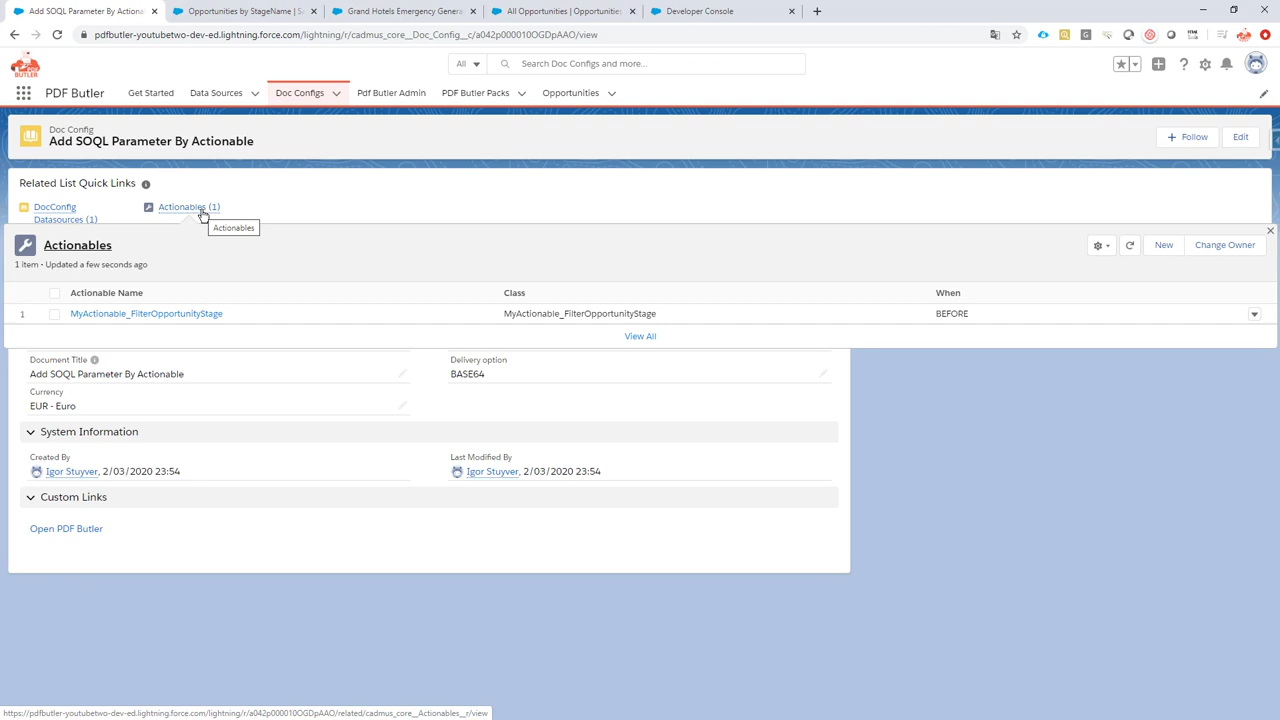 Add SOQL Parameter By Actiona
Opportunities by StageName | S
Grand Hotels Emergency Gener
All Opportunities | Opportunities
Developer Console
pdfbutler-youtubetwo-dev-ed.lightning.force.com/lightning/r/cadmus_core__Doc_Config__c/a042p000010OGDpAAO/view
PDF BUTLER
All
Search Doc Configs and more...
PDF Butler
Get Started
Data Sources
Doc Configs
Pdf Butler Admin
PDF Butler Packs
Opportunities
Doc Config
Add SOQL Parameter By Actionable
Follow
Edit
Related List Quick Links
DocConfig
Datasources (1)
Actionables (1)
Actionables
Actionables
1 item • Updated a few seconds ago
New
Change Owner
Actionable Name
Class
When
1
MyActionable_FilterOpportunityStage
MyActionable_FilterOpportunityStage
BEFORE
View All
Document Title
Add SOQL Parameter By Actionable
Delivery option
BASE64
Currency
EUR - Euro
System Information
Created By
Igor Stuyver, 2/03/2020 23:54
Last Modified By
Igor Stuyver, 2/03/2020 23:54
Custom Links
Open PDF Butler
https://pdfbutler-youtubetwo-dev-ed.lightning.force.com/lightning/r/a042p000010OGDpAAO/related/cadmus_core__Actionables__r/view